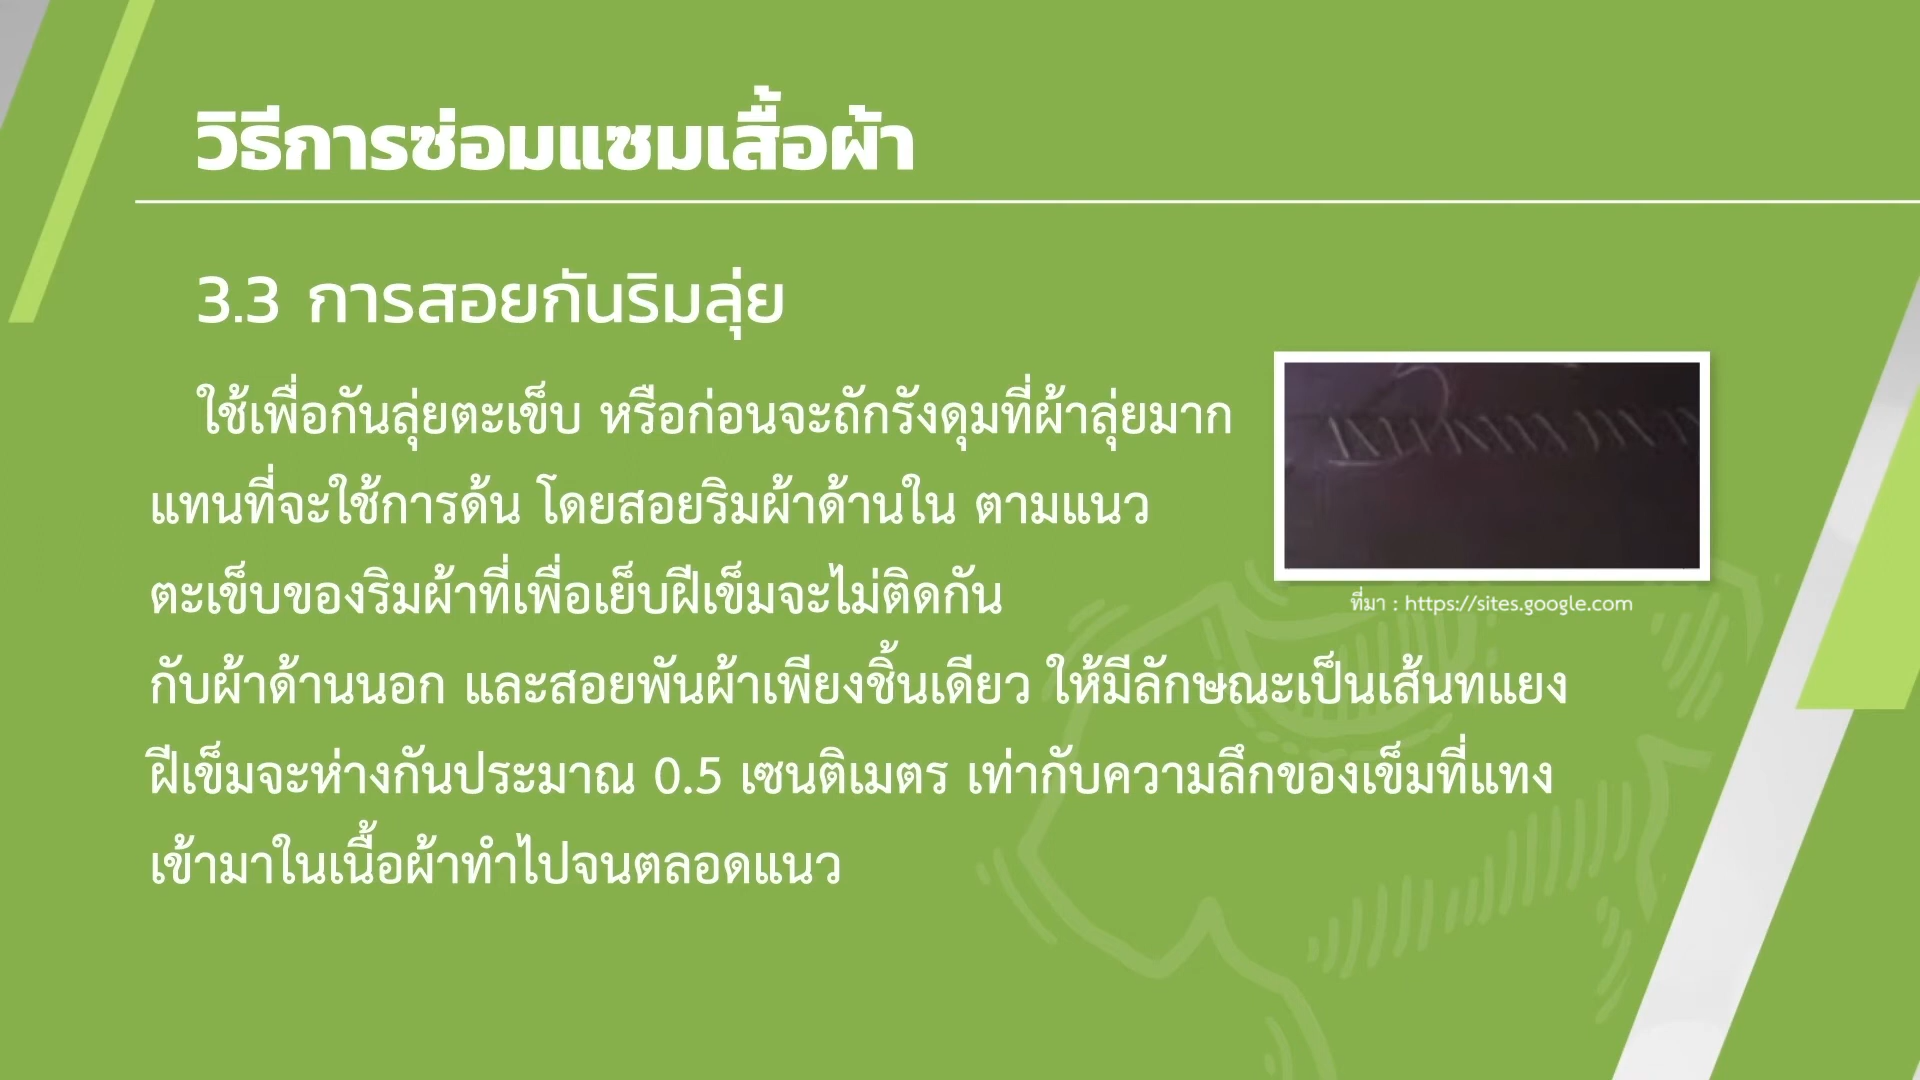 วิธีการซ่อมแซมเสื้อผ้า
3.3 การสอยกันริมลุ่ย
ใช้เพื่อกันลุ่ยตะเข็บ หรือก่อนจะถักรังดุมที่ผ้าลุ่ยมาก
แทนที่จะใช้การด้น โดยสอยริมผ้าด้านใน ตามแนว
ตะเข็บของริมผ้าที่เพื่อเย็บฝีเข็มจะไม่ติดกัน
ที่มา : https://sites.google.com
กับผ้าด้านนอก และสอยพันผ้าเพียงชิ้นเดียว ให้มีลักษณะเป็นเส้นทแยง
ฝีเข็มจะห่างกันประมาณ 0.5 เซนติเมตร เท่ากับความลึกของเข็มที่แทง
เข้ามาในเนื้อผ้าทำไปจนตลอดแนว